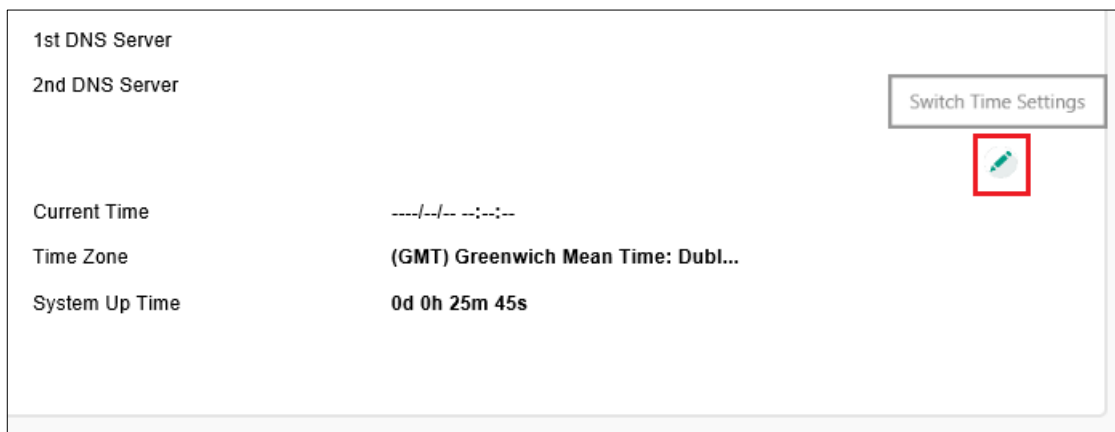 1st DNS Server
2nd DNS Server
Switch Time Settings
Current Time ----/--/-- --:--:--
Time Zone (GMT) Greenwich Mean Time: Dubl...
System Up Time 0d 0h 25m 45s